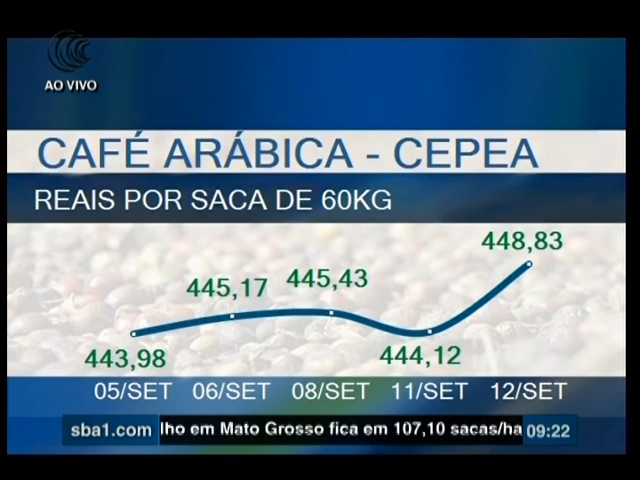 AO VIVO
CAFÉ ARÁBICA - CEPEA
REAIS POR SACA DE 60KG
448,83
445,17 445,43
443,98 444,12
05/SET 06/SET 08/SET 11/SET 12/SET
sba1.com lho em Mato Grosso fica em 107,10 sacas/ha 09:22